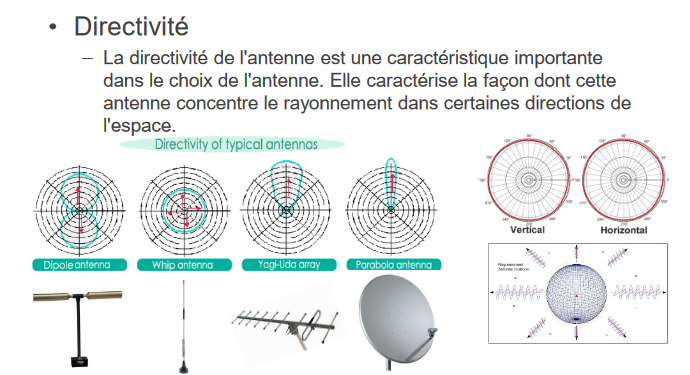 • Directivité
– La directivité de l'antenne est une caractéristique importante
dans le choix de l'antenne. Elle caractérise la façon dont cette
antenne concentre le rayonnement dans certaines directions de
l'espace.
Directivity of typical antennas
Dipole antenna
Whip antenna
Yagi-Uda array
Parabola antenna
Vertical
Horizontal
Rayonnement
Antenne isotrope